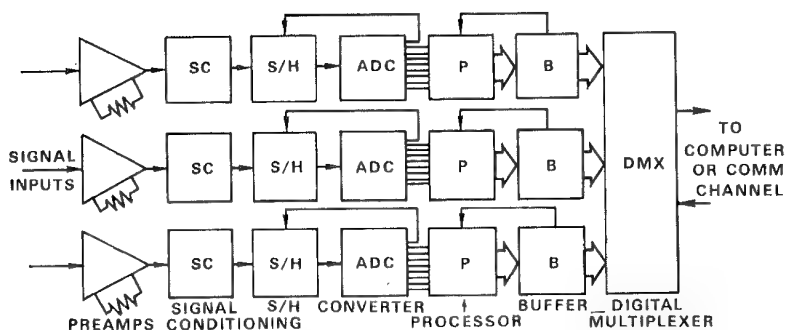 SC S/H ADC P B
SIGNAL INPUTS
SC S/H ADC P B
DMX
TO COMPUTER OR COMM CHANNEL
SC S/H ADC P B
PREAMPS
SIGNAL CONDITIONING
S/H
CONVERTER
PROCESSOR
BUFFER
DIGITAL MULTIPLEXER